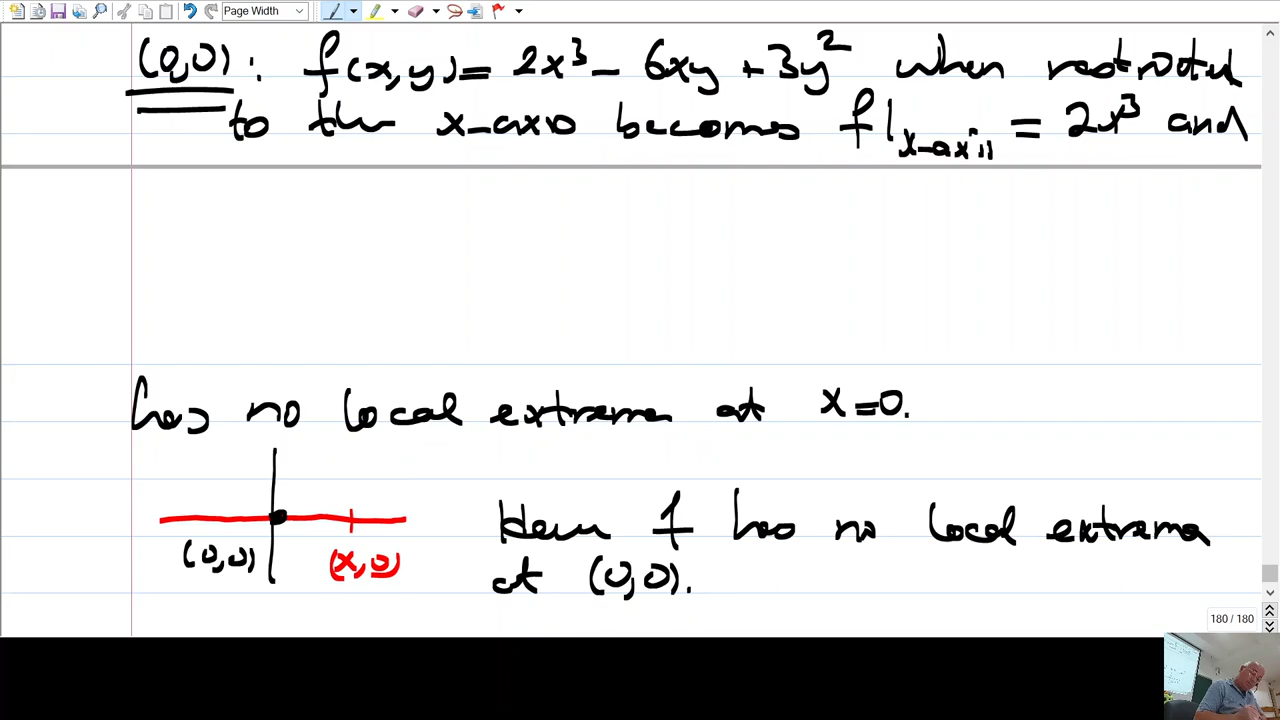 Page Width
(0,0): f(x,y) = 2x³ - 6xy + 3y² when restricted
to the x-axis becomes f|x-axis = 2x³ and
has no local extrema at x=0.
(0,0) (x,0)
Hence f has no local extrema
at (0,0).
180 / 180